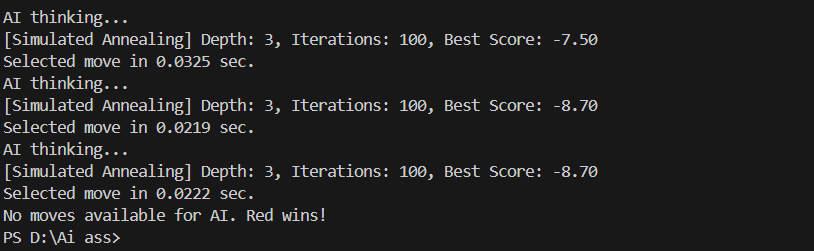 AI thinking...
[Simulated Annealing] Depth: 3, Iterations: 100, Best Score: -7.50
Selected move in 0.0325 sec.
AI thinking...
[Simulated Annealing] Depth: 3, Iterations: 100, Best Score: -8.70
Selected move in 0.0219 sec.
AI thinking...
[Simulated Annealing] Depth: 3, Iterations: 100, Best Score: -8.70
Selected move in 0.0222 sec.
No moves available for AI. Red wins!
PS D:\Ai ass>